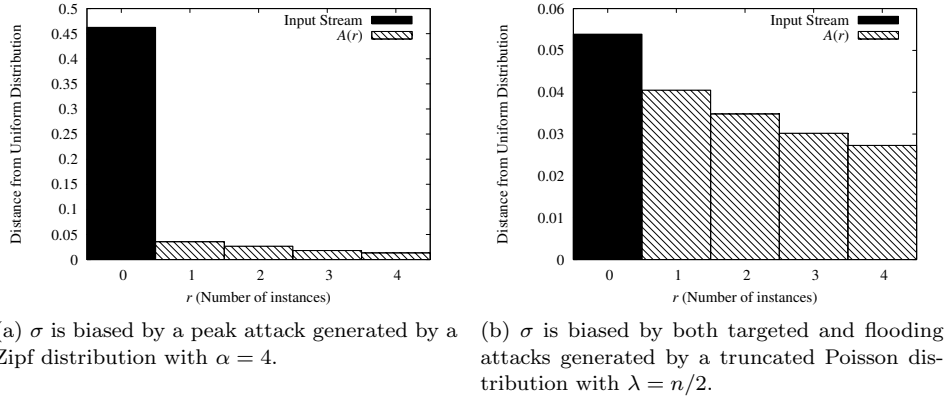 Distance from Uniform Distribution
0.5
0.45
0.4
0.35
0.3
0.25
0.2
0.15
0.1
0.05
0
Input Stream
A(r)
0 1 2 3 4
r (Number of instances)
(a) σ is biased by a peak attack generated by a
Zipf distribution with α = 4.
Distance from Uniform Distribution
0.06
0.05
0.04
0.03
0.02
0.01
0
Input Stream
A(r)
0 1 2 3 4
r (Number of instances)
(b) σ is biased by both targeted and flooding
attacks generated by a truncated Poisson dis-
tribution with λ = n/2.